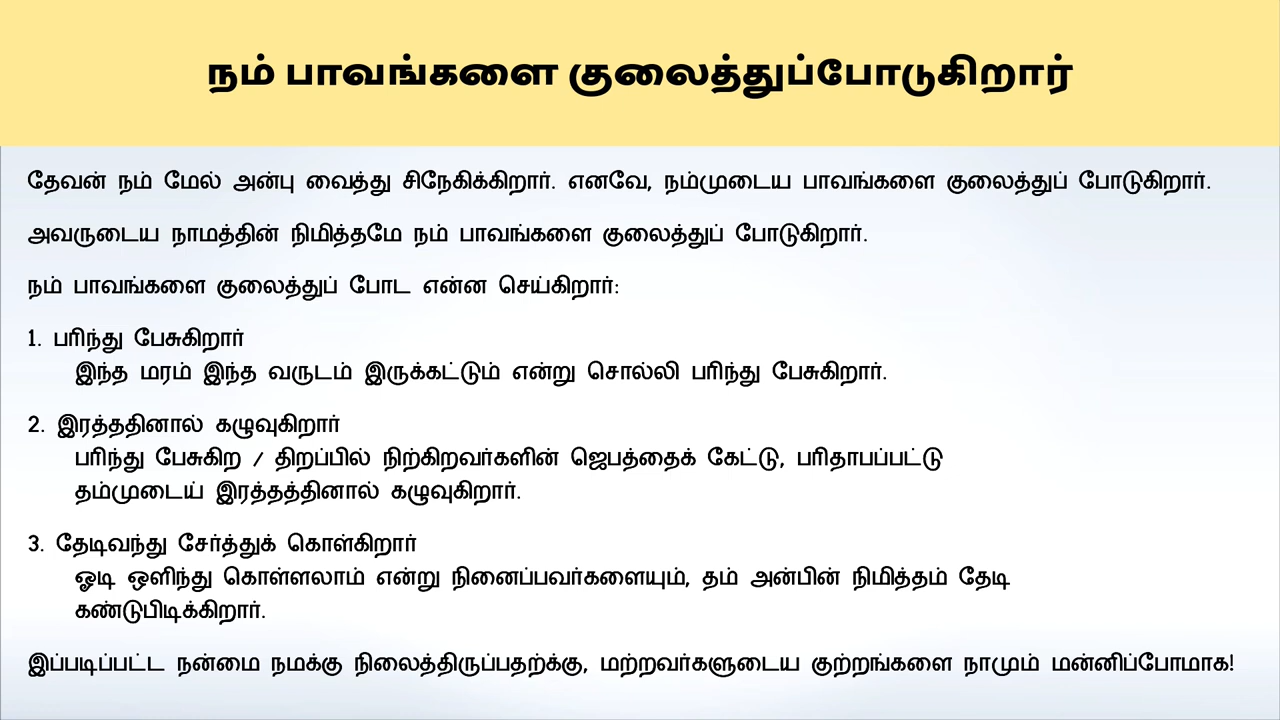 நம் பாவங்களை குலைத்துப்போடுகிறார்
தேவன் நம் மேல் அன்பு வைத்து சிநேகிக்கிறார். எனவே, நம்முடைய பாவங்களை குலைத்துப் போடுகிறார்.
அவருடைய நாமத்தின் நிமித்தமே நம் பாவங்களை குலைத்துப் போடுகிறார்.
நம் பாவங்களை குலைத்துப் போட என்ன செய்கிறார்:
1. பரிந்து பேசுகிறார்
இந்த மரம் இந்த வருடம் இருக்கட்டும் என்று சொல்லி பரிந்து பேசுகிறார்.
2. இரத்ததினால் கழுவுகிறார்
பரிந்து பேசுகிற / திறப்பில் நிற்கிறவர்களின் ஜெபத்தைக் கேட்டு, பரிதாபப்பட்டு
தம்முடைய் இரத்தத்தினால் கழுவுகிறார்.
3. தேடிவந்து சேர்த்துக் கொள்கிறார்
ஓடி ஒளிந்து கொள்ளலாம் என்று நினைப்பவர்களையும், தம் அன்பின் நிமித்தம் தேடி
கண்டுபிடிக்கிறார்.
இப்படிப்பட்ட நன்மை நமக்கு நிலைத்திருப்பதற்க்கு, மற்றவர்களுடைய குற்றங்களை நாமும் மன்னிப்போமாக!